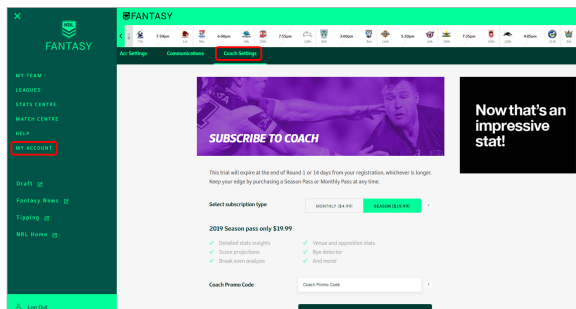 NRL
FANTASY
MY TEAM
LEAGUES
STATS CENTRE
MATCH CENTRE
HELP
MY ACCOUNT
Draft
Fantasy News
Tipping
NRL Home
Log Out
FANTASY
7:50pm 6:00pm 7:55pm 3:00pm 5:30pm 7:35pm 4:05pm
Acc Settings Communications Coach Settings
SUBSCRIBE TO COACH
This trial will expire at the end of Round 1 or 14 days from your registration, whichever is longer.
Keep your edge by purchasing a Season Pass or Monthly Pass at any time.
Select subscription type MONTHLY ($4.99) SEASON ($19.99)
2019 Season pass only $19.99
Detailed stats insights Venue and opposition stats
Score projections Bye detector
Break even analysis And more!
Coach Promo Code Coach Promo Code
Now that's an
impressive
stat!